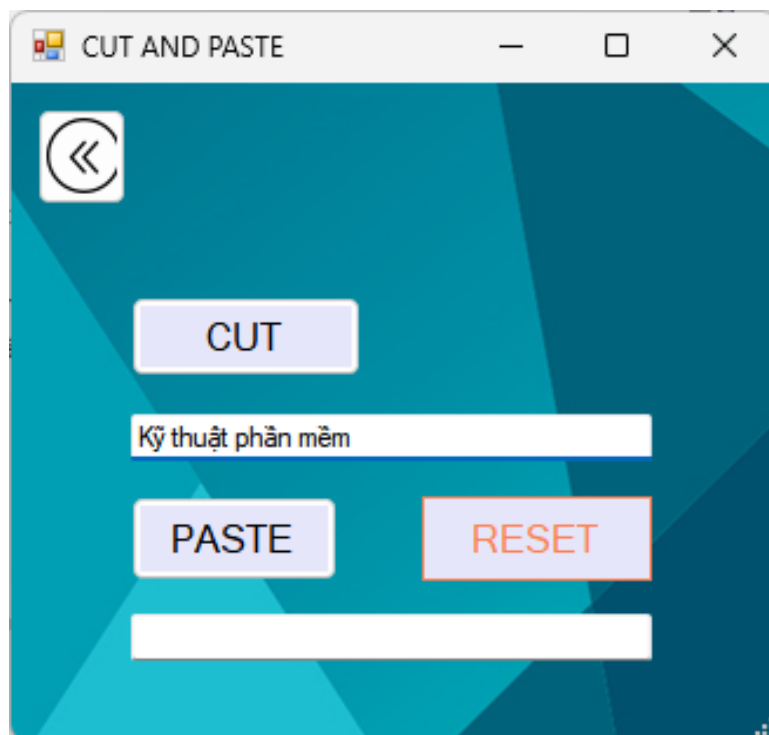 CUT AND PASTE
CUT
Kỹ thuật phần mềm
PASTE
RESET